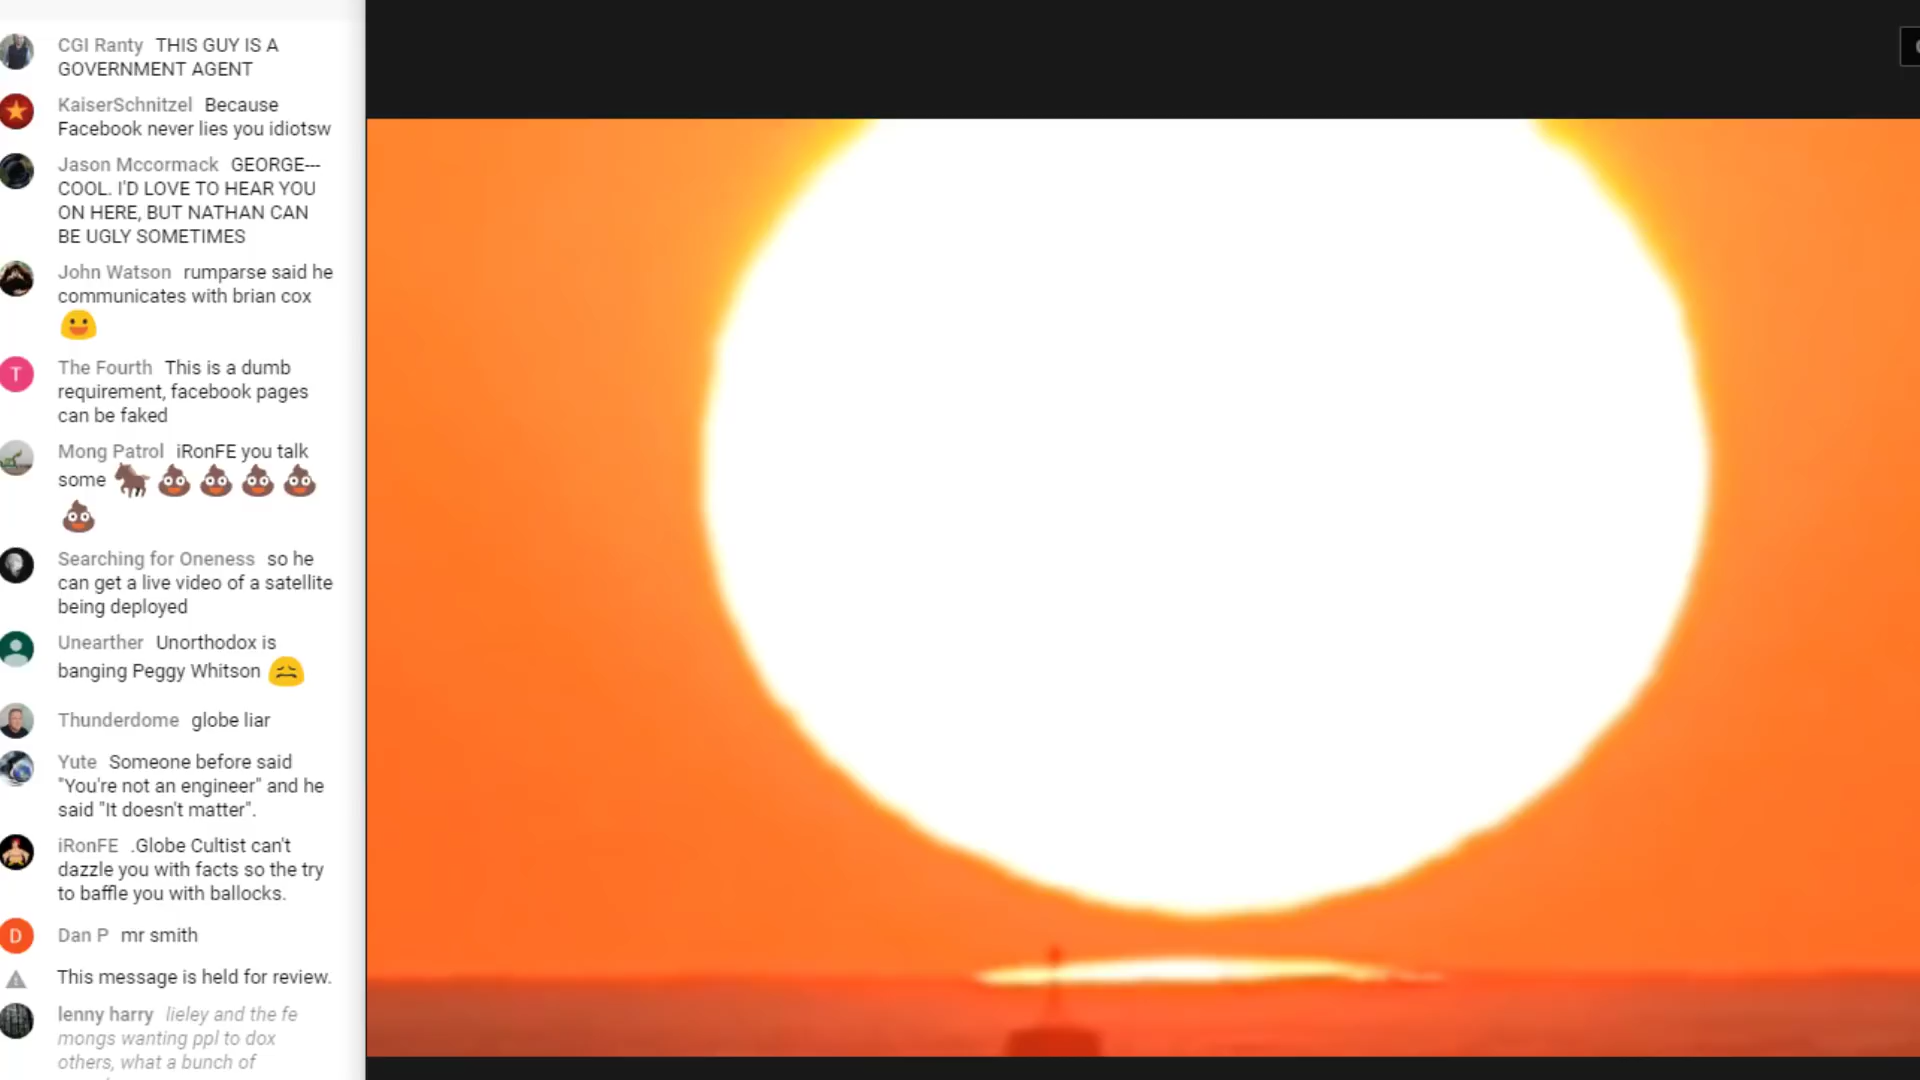 CGI Ranty THIS GUY IS A
GOVERNMENT AGENT
KaiserSchnitzel Because
Facebook never lies you idiotsw
Jason Mccormack GEORGE---
COOL. I'D LOVE TO HEAR YOU
ON HERE, BUT NATHAN CAN
BE UGLY SOMETIMES
John Watson rumparse said he
communicates with brian cox
T
The Fourth This is a dumb
requirement, facebook pages
can be faked
Mong Patrol iRonFE you talk
some
Searching for Oneness so he
can get a live video of a satellite
being deployed
Unearther Unorthodox is
banging Peggy Whitson
Thunderdome globe liar
Yute Someone before said
"You're not an engineer" and he
said "It doesn't matter".
iRonFE .Globe Cultist can't
dazzle you with facts so the try
to baffle you with ballocks.
D
Dan P mr smith
This message is held for review.
lenny harry lieley and the fe
mongs wanting ppl to dox
others, what a bunch of